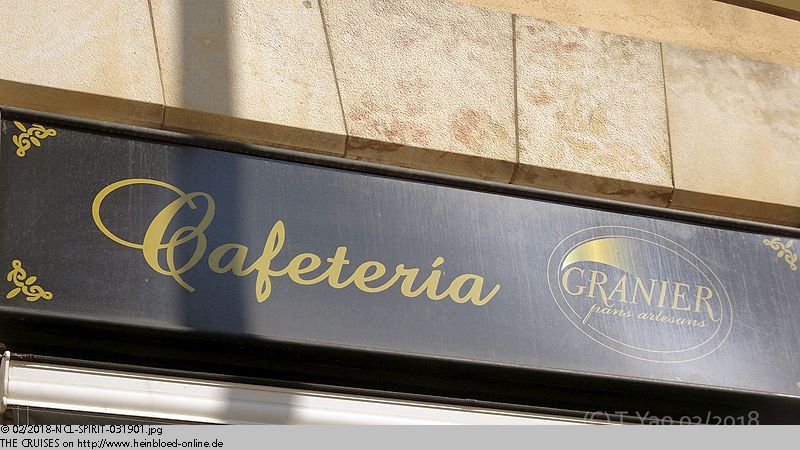 Cafetería
GRANIER
pans artesans
(C)T.Yao 02/2018
© 02/2018-NCL-SPIRIT-031901.jpg
THE CRUISES on http://www.heinbloed-online.de